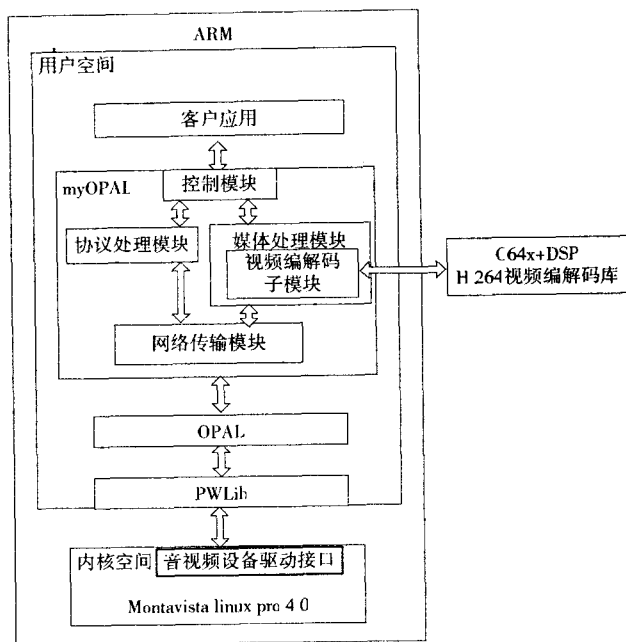 ARM
用户空间
客户应用
myOPAL
控制模块
协议处理模块
媒体处理模块
视频编解码
子模块
C64x+DSP
H 264视频编解码库
网络传输模块
OPAL
PWLib
内核空间
音视频设备驱动接口
Montavista linux pro 4 0